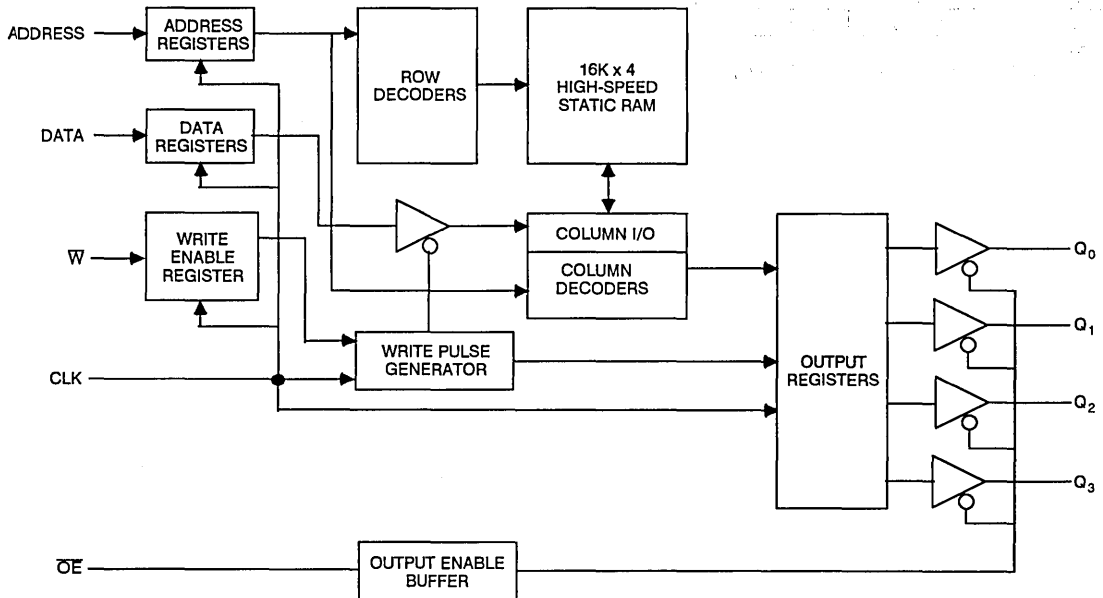 ADDRESS
ADDRESS
REGISTERS
ROW
DECODERS
16K x 4
HIGH-SPEED
STATIC RAM
DATA
DATA
REGISTERS
W̅
WRITE
ENABLE
REGISTER
COLUMN I/O
COLUMN
DECODERS
CLK
WRITE PULSE
GENERATOR
OUTPUT
REGISTERS
Q₀
Q₁
Q₂
Q₃
O̅E̅
OUTPUT ENABLE
BUFFER